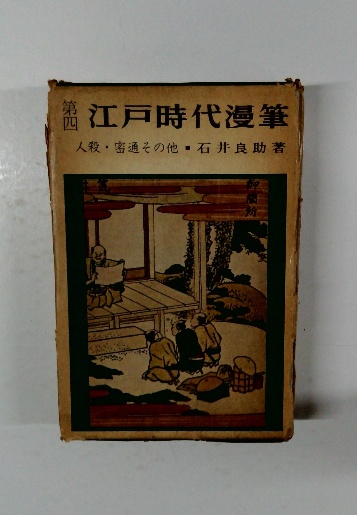 第四 江戸時代漫筆
人殺・密通その他 ▪ 石井良助著